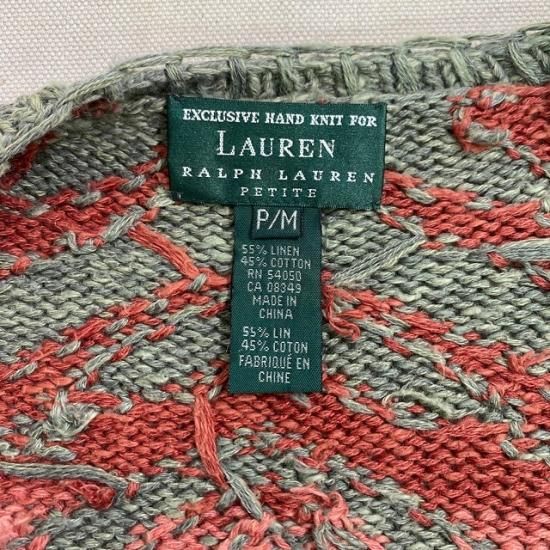 EXCLUSIVE HAND KNIT FOR
LAUREN
RALPH LAUREN
PETITE
P/M
55% LINEN
45% COTTON
RN 54050
CA 08349
MADE IN
CHINA
55% LIN
45% COTON
FABRIQUÉ EN
CHINE